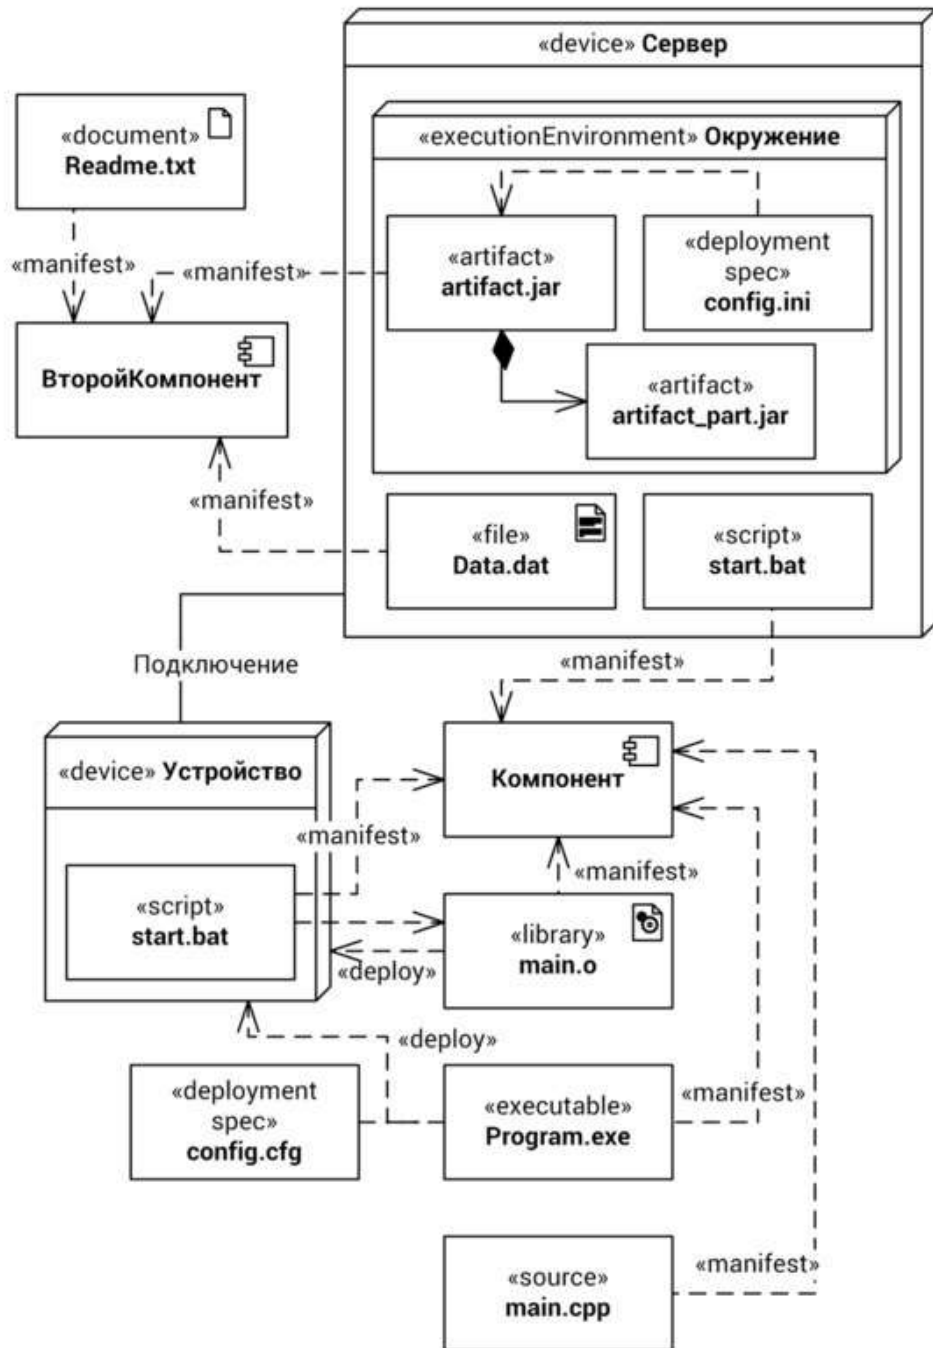 «device» Сервер
«document»
Readme.txt
«executionEnvironment» Окружение
«manifest»
«manifest»
«artifact»
artifact.jar
«deployment
spec»
config.ini
ВторойКомпонент
«artifact»
artifact_part.jar
«manifest»
«file»
Data.dat
«script»
start.bat
Подключение
«manifest»
«device» Устройство
Компонент
«manifest»
«manifest»
«script»
start.bat
«library»
main.o
«deploy»
«deploy»
«deployment
spec»
config.cfg
«executable»
Program.exe
«manifest»
«source»
main.cpp
«manifest»